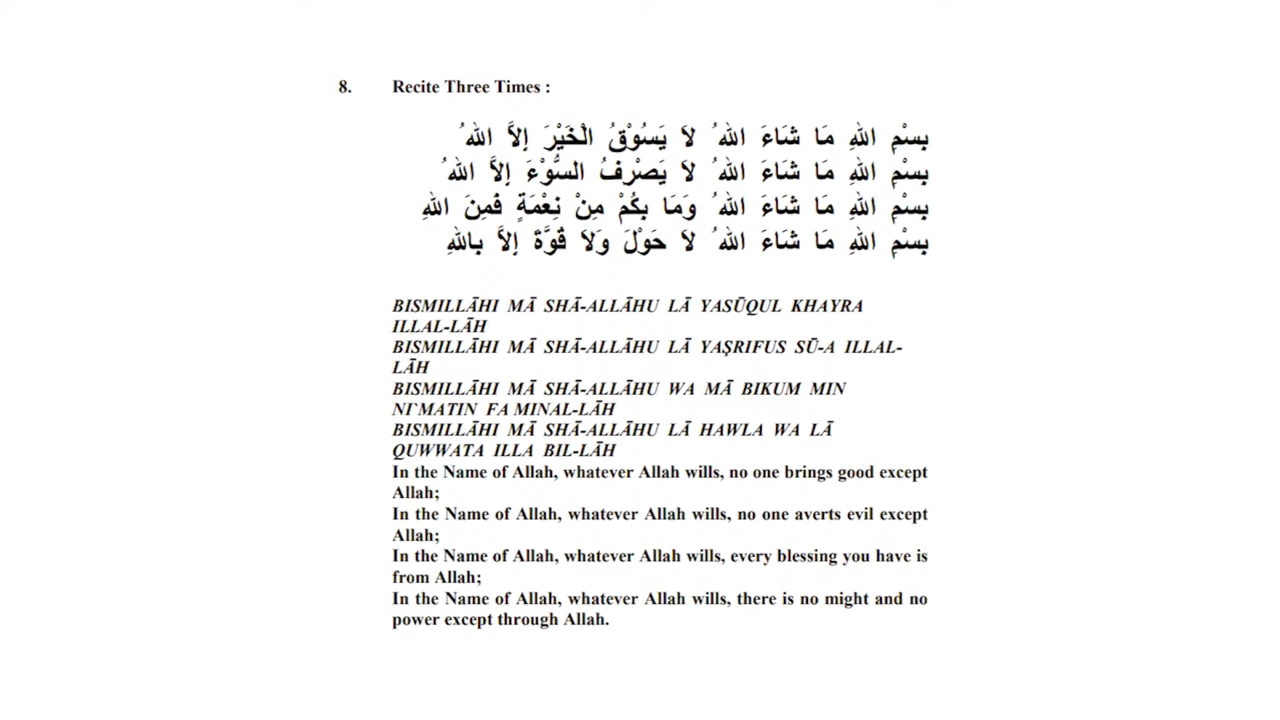 8. Recite Three Times :
بِسْمِ اللهِ مَا شَاءَ اللهُ لاَ يَسُوْقُ الْخَيْرَ إِلاَّ اللهُ
بِسْمِ اللهِ مَا شَاءَ اللهُ لاَ يَصْرِفُ السُّوْءَ إِلاَّ اللهُ
بِسْمِ اللهِ مَا شَاءَ اللهُ وَمَا بِكُمْ مِنْ نِعْمَةٍ فَمِنَ اللهِ
بِسْمِ اللهِ مَا شَاءَ اللهُ لاَ حَوْلَ وَلاَ قُوَّةَ إِلاَّ بِاللهِ
BISMILLĀHI MĀ SHĀ-ALLĀHU LĀ YASŪQUL KHAYRA
ILLAL-LĀH
BISMILLĀHI MĀ SHĀ-ALLĀHU LĀ YAŞRIFUS SŪ-A ILLAL-
LĀH
BISMILLĀHI MĀ SHĀ-ALLĀHU WA MĀ BIKUM MIN
NI`MATIN FA MINAL-LĀH
BISMILLĀHI MĀ SHĀ-ALLĀHU LĀ HAWLA WA LĀ
QUWWATA ILLA BIL-LĀH
In the Name of Allah, whatever Allah wills, no one brings good except
Allah;
In the Name of Allah, whatever Allah wills, no one averts evil except
Allah;
In the Name of Allah, whatever Allah wills, every blessing you have is
from Allah;
In the Name of Allah, whatever Allah wills, there is no might and no
power except through Allah.